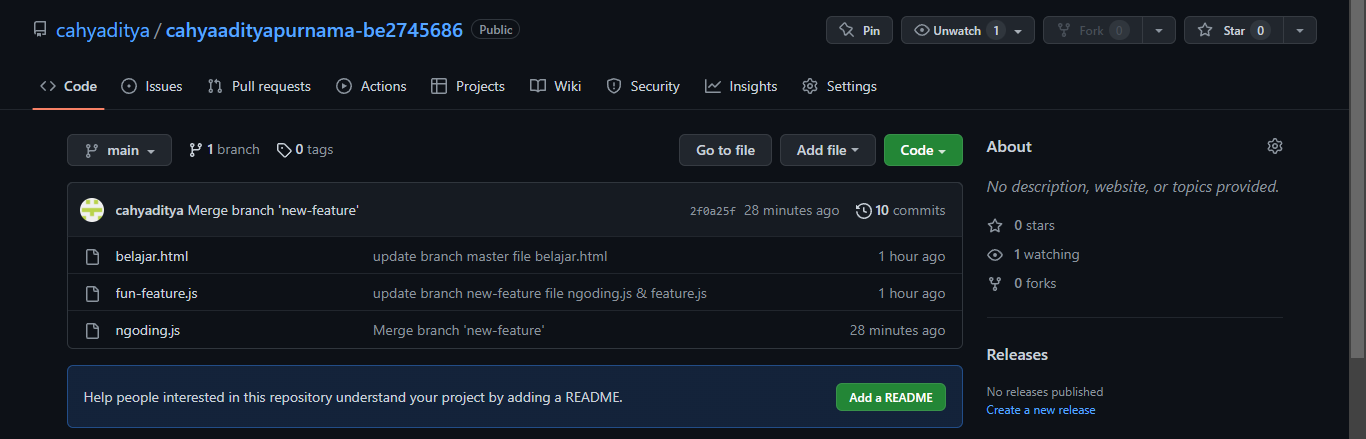 cahyaditya / cahyaadityapurnama-be2745686 Public Pin Unwatch 1 Fork 0 Star 0
Code Issues Pull requests Actions Projects Wiki Security Insights Settings
main 1 branch 0 tags Go to file Add file Code
cahyaditya Merge branch 'new-feature' 2f0a25f 28 minutes ago 10 commits
belajar.html update branch master file belajar.html 1 hour ago
fun-feature.js update branch new-feature file ngoding.js & feature.js 1 hour ago
ngoding.js Merge branch 'new-feature' 28 minutes ago
Help people interested in this repository understand your project by adding a README. Add a README
About
No description, website, or topics provided.
0 stars
1 watching
0 forks
Releases
No releases published
Create a new release